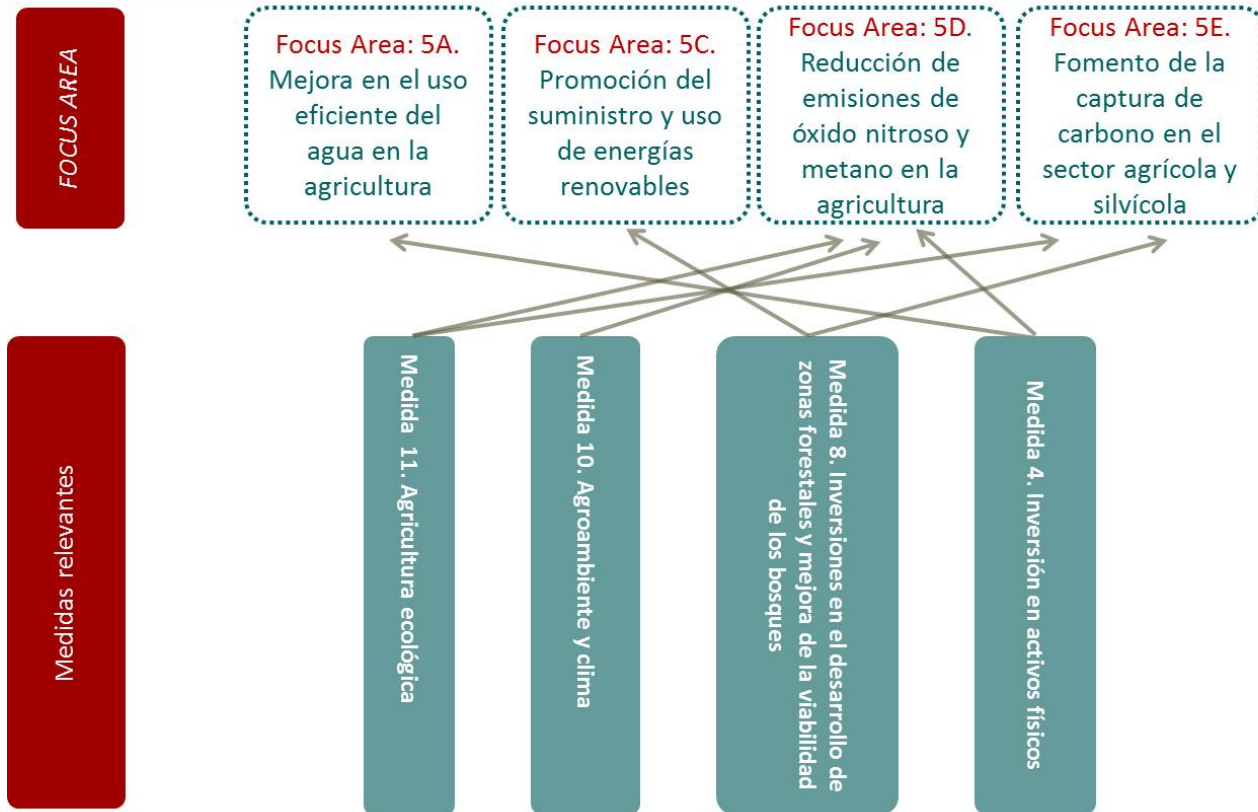 FOCUS AREA
Focus Area: 5A.
Mejora en el uso
eficiente del
agua en la
agricultura
Focus Area: 5C.
Promoción del
suministro y uso
de energías
renovables
Focus Area: 5D.
Reducción de
emisiones de
óxido nitroso y
metano en la
agricultura
Focus Area: 5E.
Fomento de la
captura de
carbono en el
sector agrícola y
silvícola
Medidas relevantes
Medida 11. Agricultura ecológica
Medida 10. Agroambiente y clima
Medida 8. Inversiones en el desarrollo de
zonas forestales y mejora de la viabilidad
de los bosques
Medida 4. Inversión en activos físicos